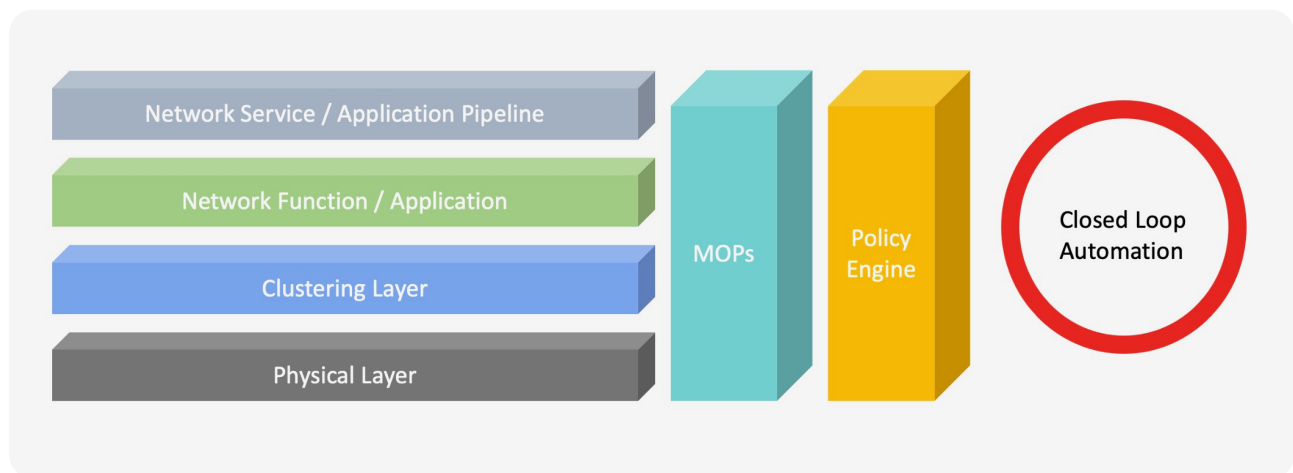 Network Service / Application Pipeline
Network Function / Application
Clustering Layer
Physical Layer
MOPs
Policy
Engine
Closed Loop
Automation